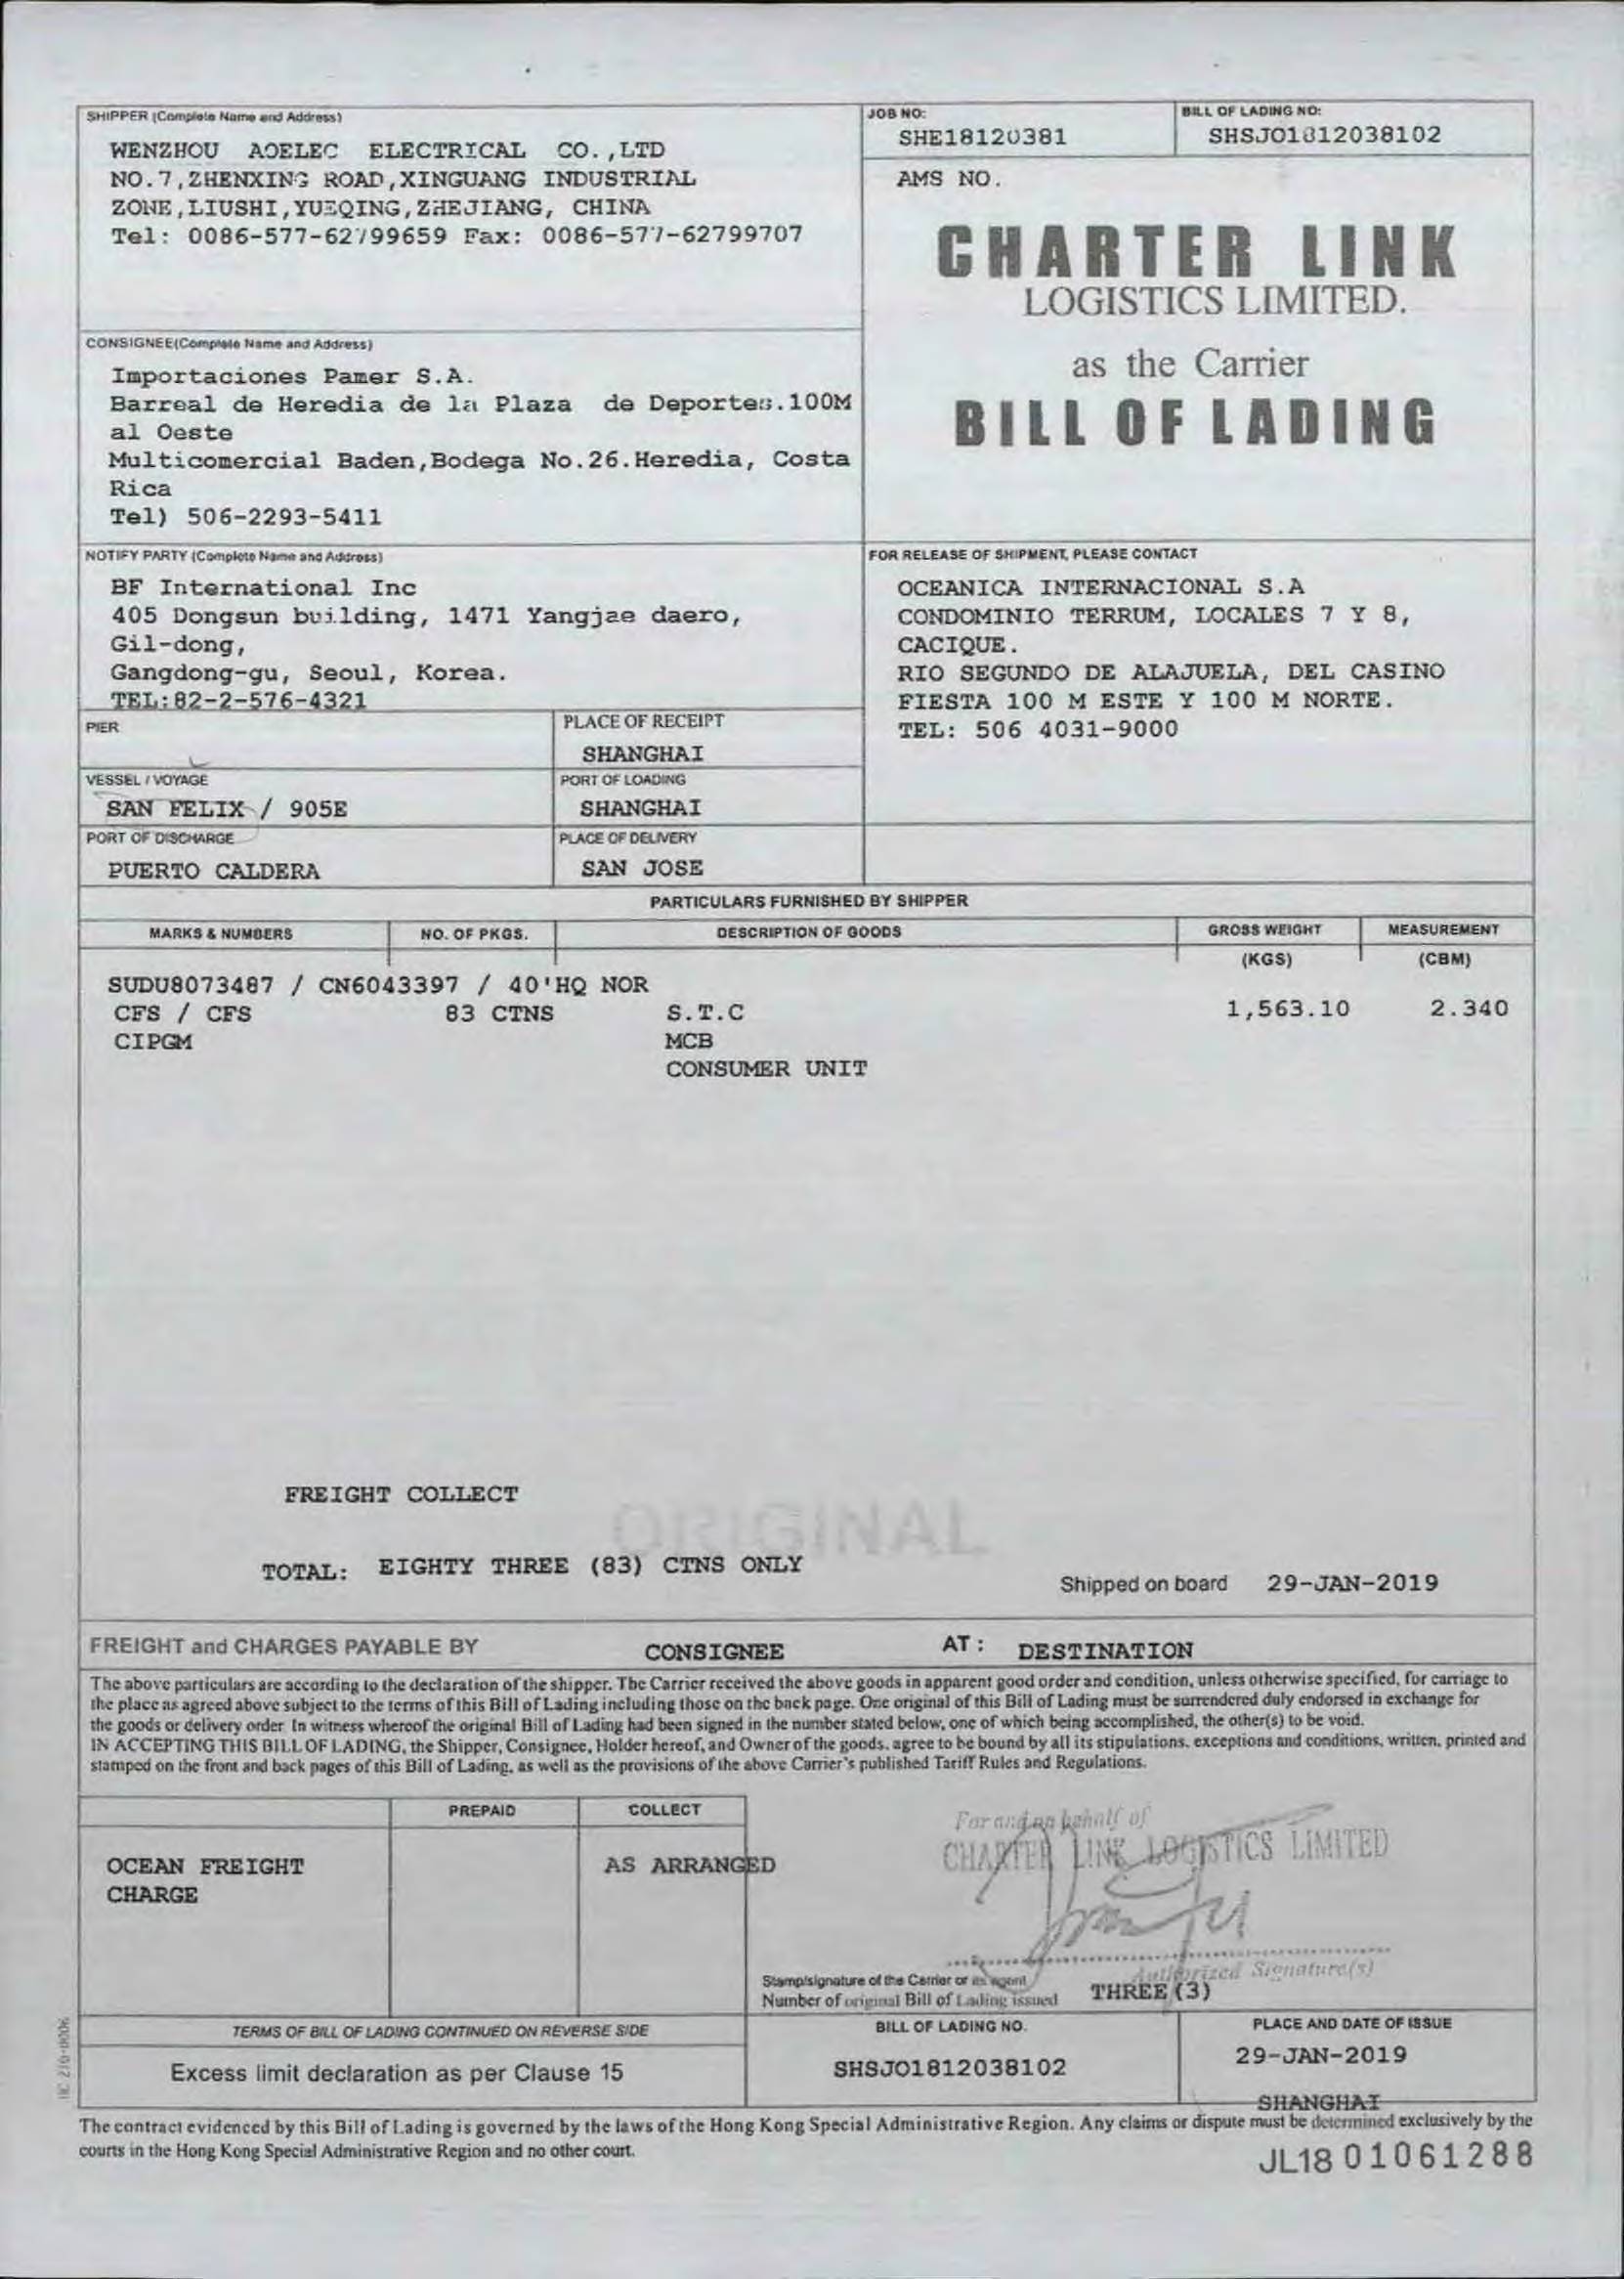 SHIPPER (Complete Name and Address)
WENZHOU AOELEC ELECTRICAL CO.,LTD
NO.7,ZHENXING ROAD,XINGUANG INDUSTRIAL
ZONE,LIUSHI,YUEQING,ZHEJIANG, CHINA
Tel: 0086-577-62799659 Fax: 0086-577-62799707
JOB NO:
SHE18120381
BILL OF LADING NO:
SHSJO1812038102
AMS NO.
CHARTER LINK
LOGISTICS LIMITED.
as the Carrier
BILL OF LADING
CONSIGNEE(Complete Name and Address)
Importaciones Pamer S.A.
Barreal de Heredia de la Plaza de Deportes.100M
al Oeste
Multicomercial Baden,Bodega No.26.Heredia, Costa
Rica
Tel) 506-2293-5411
NOTIFY PARTY (Complete Name and Address)
BF International Inc
405 Dongsun building, 1471 Yangjae daero,
Gil-dong,
Gangdong-gu, Seoul, Korea.
TEL:82-2-576-4321
FOR RELEASE OF SHIPMENT, PLEASE CONTACT
OCEANICA INTERNACIONAL S.A
CONDOMINIO TERRUM, LOCALES 7 Y 8,
CACIQUE.
RIO SEGUNDO DE ALAJUELA, DEL CASINO
FIESTA 100 M ESTE Y 100 M NORTE.
TEL: 506 4031-9000
PIER
PLACE OF RECEIPT
SHANGHAI
VESSEL / VOYAGE
SAN FELIX / 905E
PORT OF LOADING
SHANGHAI
PORT OF DISCHARGE
PUERTO CALDERA
PLACE OF DELIVERY
SAN JOSE
PARTICULARS FURNISHED BY SHIPPER
MARKS & NUMBERS NO. OF PKGS. DESCRIPTION OF GOODS GROSS WEIGHT MEASUREMENT
(KGS) (CBM)
SUDU8073487 / CN6043397 / 40'HQ NOR
CFS / CFS 83 CTNS S.T.C 1,563.10 2.340
CIPGM MCB
CONSUMER UNIT
FREIGHT COLLECT
ORIGINAL
TOTAL: EIGHTY THREE (83) CTNS ONLY
Shipped on board 29-JAN-2019
FREIGHT and CHARGES PAYABLE BY CONSIGNEE AT: DESTINATION
The above particulars are according to the declaration of the shipper. The Carrier received the above goods in apparent good order and condition, unless otherwise specified, for carriage to
the place as agreed above subject to the terms of this Bill of Lading including those on the back page. One original of this Bill of Lading must be surrendered duly endorsed in exchange for
the goods or delivery order. In witness whereof the original Bill of Lading had been signed in the number stated below, one of which being accomplished, the other(s) to be void.
IN ACCEPTING THIS BILL OF LADING, the Shipper, Consignee, Holder hereof, and Owner of the goods, agree to be bound by all its stipulations, exceptions and conditions, written, printed and
stamped on the front and back pages of this Bill of Lading, as well as the provisions of the above Carrier's published Tariff Rules and Regulations.
PREPAID COLLECT
OCEAN FREIGHT AS ARRANGED
CHARGE
For and on behalf of
CHARTER LINK LOGISTICS LIMITED
Authorized Signature(s)
Stamp/signature of the Carrier or its agent
Number of original Bill of Lading issued THREE (3)
TERMS OF BILL OF LADING CONTINUED ON REVERSE SIDE
Excess limit declaration as per Clause 15
BILL OF LADING NO.
SHSJO1812038102
PLACE AND DATE OF ISSUE
29-JAN-2019
SHANGHAI
The contract evidenced by this Bill of Lading is governed by the laws of the Hong Kong Special Administrative Region. Any claims or dispute must be determined exclusively by the
courts in the Hong Kong Special Administrative Region and no other court.
JL18 01061288